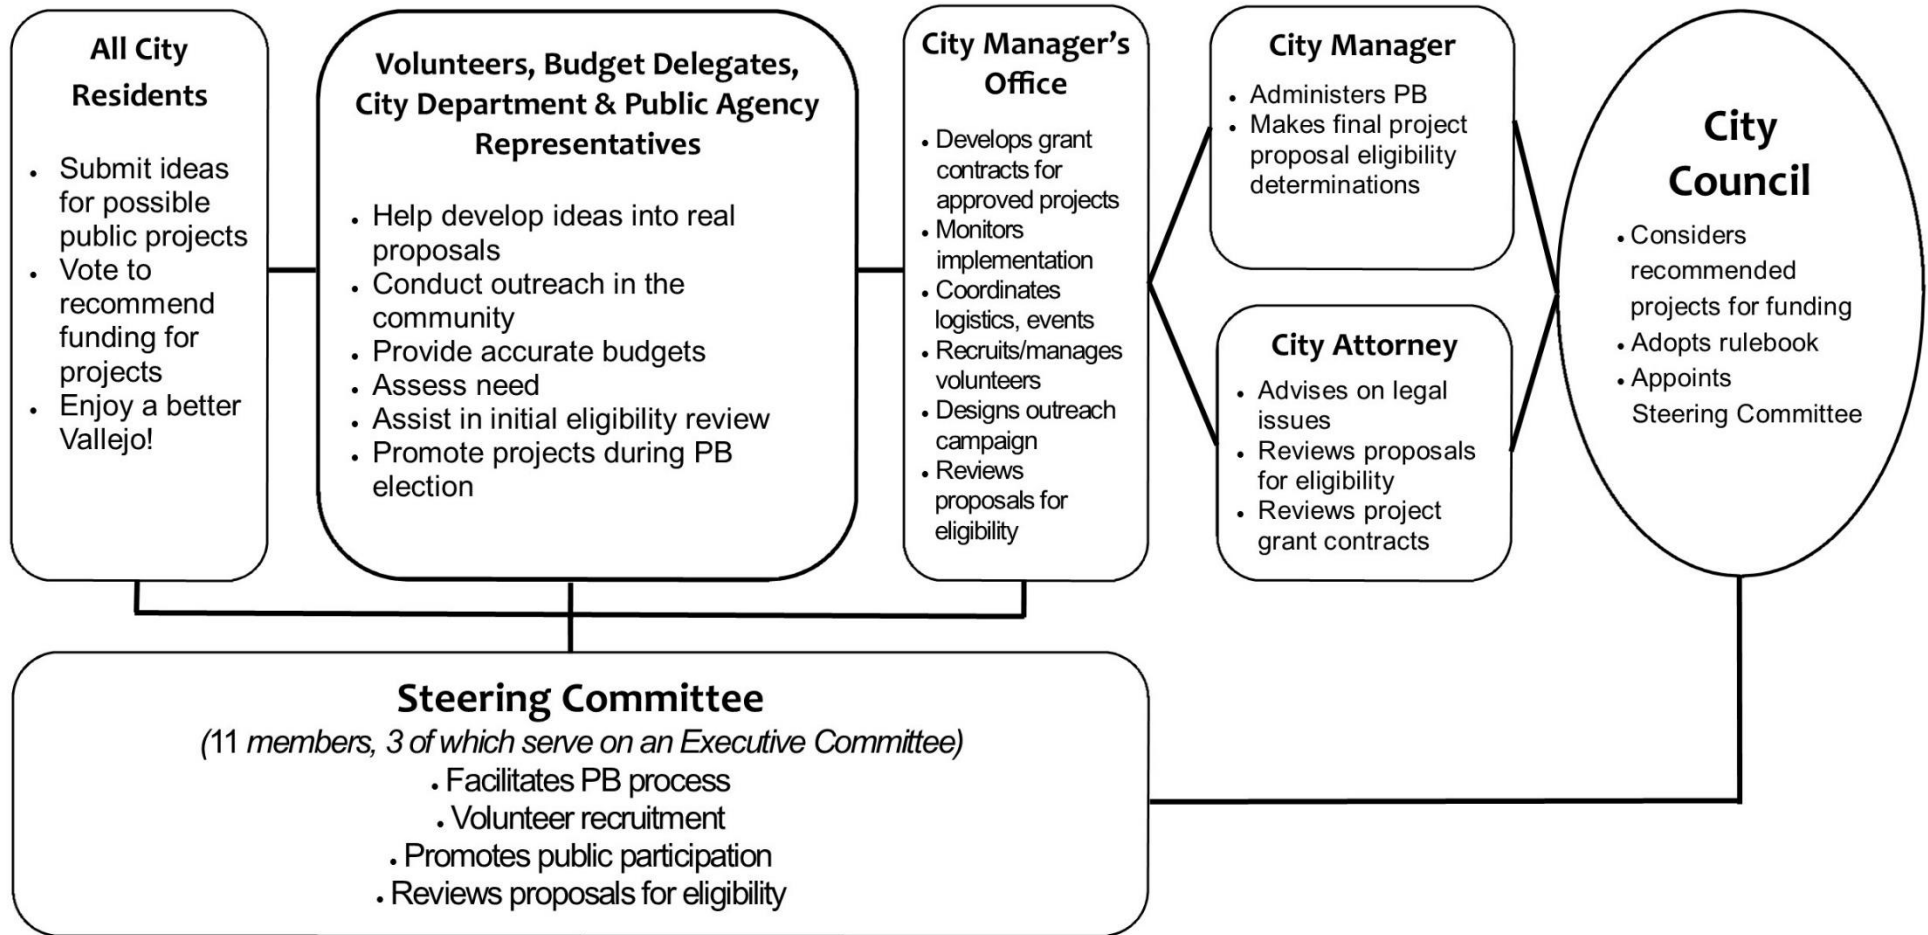 All City
Residents
• Submit ideas
for possible
public projects
• Vote to
recommend
funding for
projects
• Enjoy a better
Vallejo!
Volunteers, Budget Delegates,
City Department & Public Agency
Representatives
• Help develop ideas into real
proposals
• Conduct outreach in the
community
• Provide accurate budgets
• Assess need
• Assist in initial eligibility review
• Promote projects during PB
election
City Manager's
Office
• Develops grant
contracts for
approved projects
• Monitors
implementation
• Coordinates
logistics, events
• Recruits/manages
volunteers
• Designs outreach
campaign
• Reviews
proposals for
eligibility
City Manager
• Administers PB
• Makes final project
proposal eligibility
determinations
City Attorney
• Advises on legal
issues
• Reviews proposals
for eligibility
• Reviews project
grant contracts
City
Council
• Considers
recommended
projects for funding
• Adopts rulebook
• Appoints
Steering Committee
Steering Committee
(11 members, 3 of which serve on an Executive Committee)
• Facilitates PB process
• Volunteer recruitment
• Promotes public participation
• Reviews proposals for eligibility